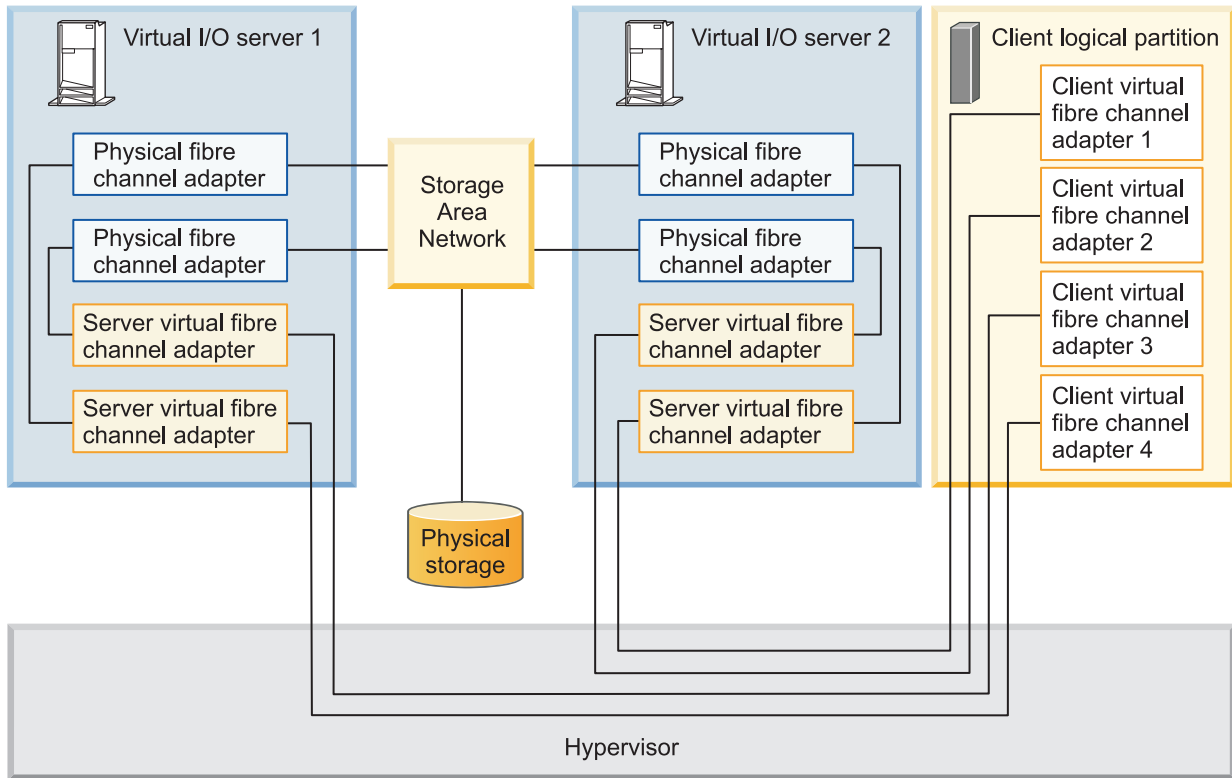 Virtual I/O server 1
Physical fibre
channel adapter
Physical fibre
channel adapter
Server virtual fibre
channel adapter
Server virtual fibre
channel adapter
Storage
Area
Network
Physical
storage
Virtual I/O server 2
Physical fibre
channel adapter
Physical fibre
channel adapter
Server virtual fibre
channel adapter
Server virtual fibre
channel adapter
Client logical partition
Client virtual
fibre channel
adapter 1
Client virtual
fibre channel
adapter 2
Client virtual
fibre channel
adapter 3
Client virtual
fibre channel
adapter 4
Hypervisor